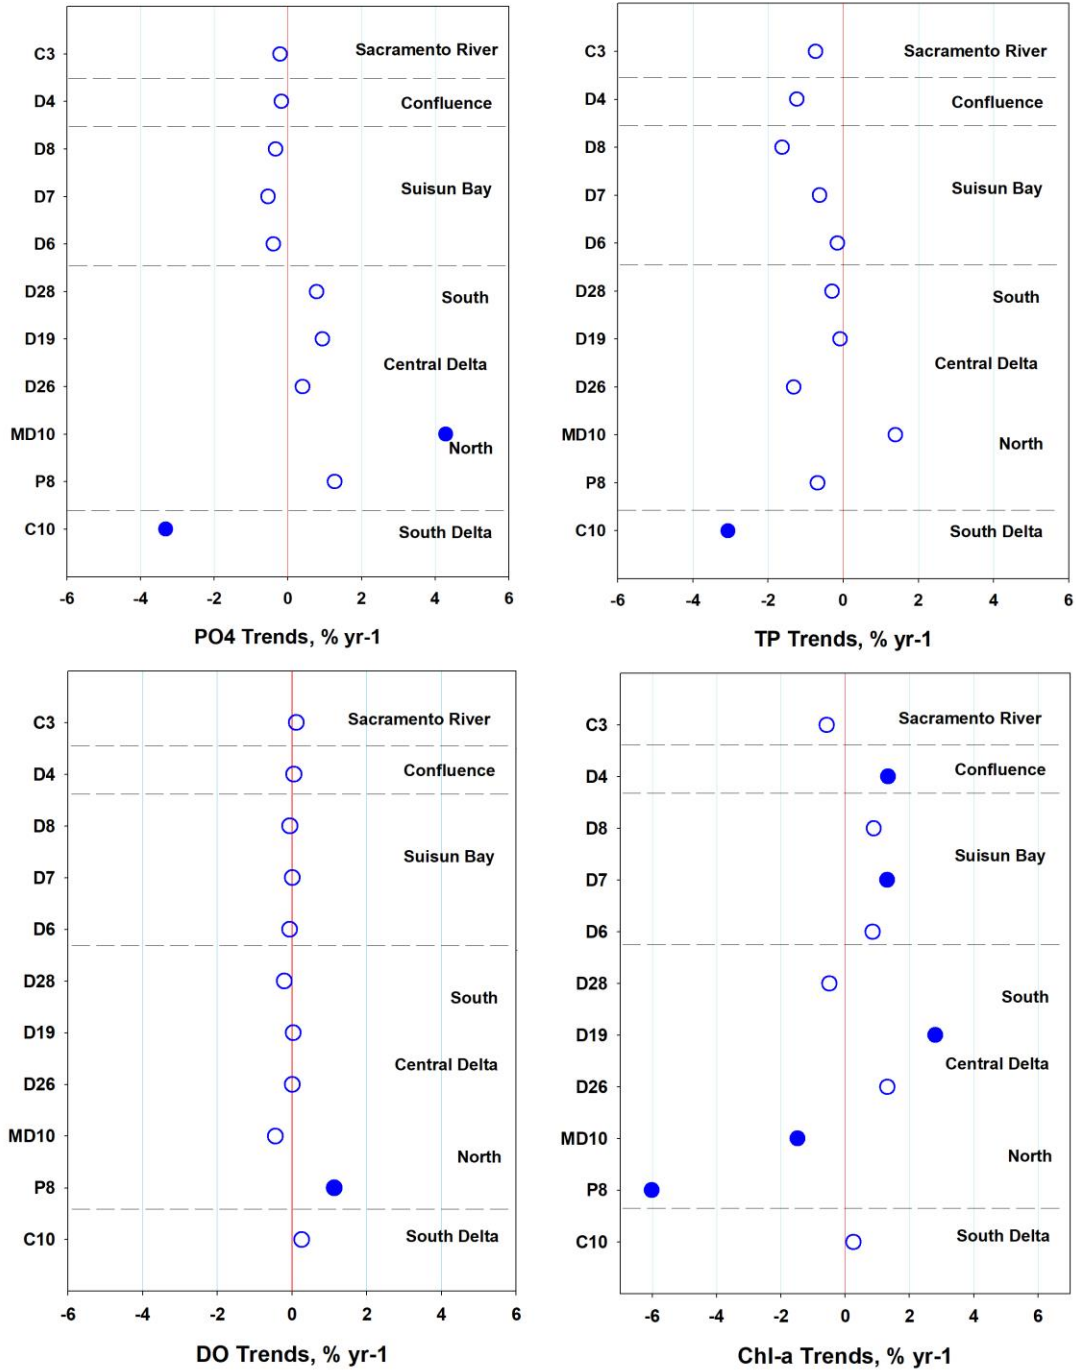 C3 Sacramento River
D4 Confluence
D8
D7 Suisun Bay
D6
D28 South
D19
Central Delta
D26
MD10
North
P8
C10 South Delta
-6 -4 -2 0 2 4 6
PO4 Trends, % yr-1
C3 Sacramento River
D4 Confluence
D8
D7 Suisun Bay
D6
D28 South
D19
Central Delta
D26
MD10
North
P8
C10 South Delta
-6 -4 -2 0 2 4 6
TP Trends, % yr-1
C3 Sacramento River
D4 Confluence
D8
Suisun Bay
D7
D6
D28
South
D19
Central Delta
D26
MD10
North
P8
C10 South Delta
-6 -4 -2 0 2 4 6
DO Trends, % yr-1
C3 Sacramento River
D4 Confluence
D8
Suisun Bay
D7
D6
D28
South
D19
Central Delta
D26
MD10
North
P8
C10 South Delta
-6 -4 -2 0 2 4 6
Chl-a Trends, % yr-1